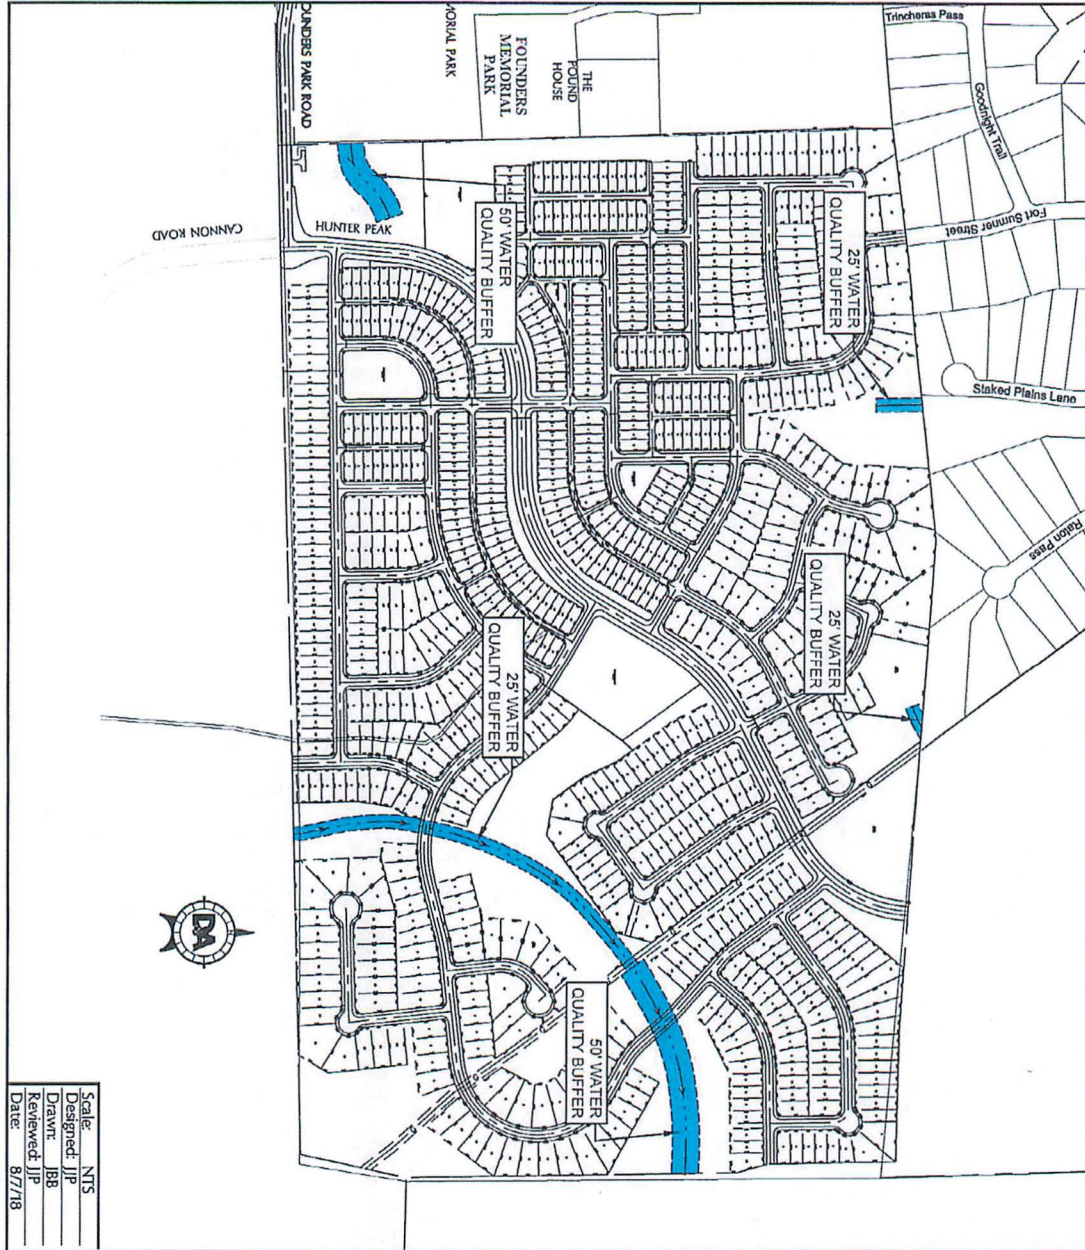 Trincheras Pass
Goodnight Trail
Fort Sumner Street
Staked Plains Lane
Raton Pass
THE
POUND
HOUSE
FOUNDERS
MEMORIAL
PARK
MORIAL PARK
OUNDERS PARK ROAD
CANNON ROAD
HUNTER PEAK
50' WATER
QUALITY BUFFER
25' WATER
QUALITY BUFFER
25' WATER
QUALITY BUFFER
25' WATER
QUALITY BUFFER
50' WATER
QUALITY BUFFER
DA
Scale: NTS
Designed: JJP
Drawn: JBB
Reviewed: JJP
Date: 8/7/18